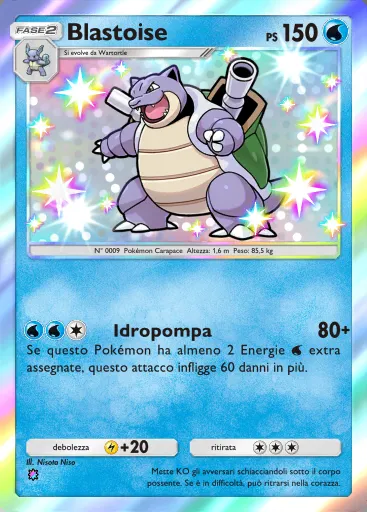 FASE 2
Blastoise
PS 150
Si evolve da Wartortle
N° 0009 Pokémon Carapace Altezza: 1,6 m Peso: 85,5 kg
Idropompa 80+
Se questo Pokémon ha almeno 2 Energie extra
assegnate, questo attacco infligge 60 danni in più.
debolezza +20 ritirata
Ill. Nisota Niso
Mette KO gli avversari schiacciandoli sotto il corpo
possente. Se è in difficoltà, può ritrarsi nella corazza.